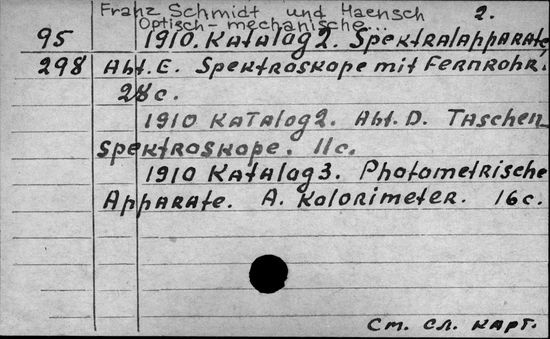 Franz Schmidt und Haensch 2.
Optisch-mechanische...
95 1910. Katalog 2. Spektralapparate,
298 Abt. E. Spektroskope mit Fernrohr.
28 c.
1910 Katalog 2. Abt. D. Taschen
spektroskope. 11 c.
1910 Katalog 3. Photometrische
Apparate. A. Kolorimeter. 16 c.
См. сл. карт.